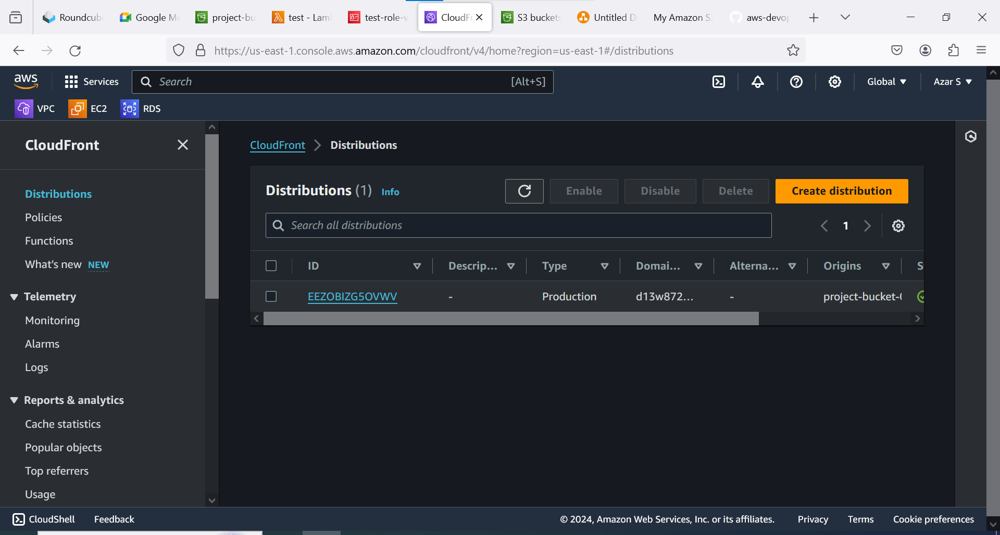 Roundcub
Google M
project-bu
test - Lam
test-role-v
CloudFr
S3 buckets
Untitled D
My Amazon S
aws-devop
https://us-east-1.console.aws.amazon.com/cloudfront/v4/home?region=us-east-1#/distributions
aws
Services
Search
[Alt+S]
Global
Azar S
VPC
EC2
RDS
CloudFront
Distributions
Policies
Functions
What's new NEW
Telemetry
Monitoring
Alarms
Logs
Reports & analytics
Cache statistics
Popular objects
Top referrers
Usage
CloudFront
Distributions
Distributions (1) Info
Enable
Disable
Delete
Create distribution
Search all distributions
1
ID
Descrip...
Type
Domai...
Alterna...
Origins
S
EEZOBIZG5OVWV
-
Production
d13w872...
-
project-bucket-
CloudShell
Feedback
© 2024, Amazon Web Services, Inc. or its affiliates.
Privacy
Terms
Cookie preferences